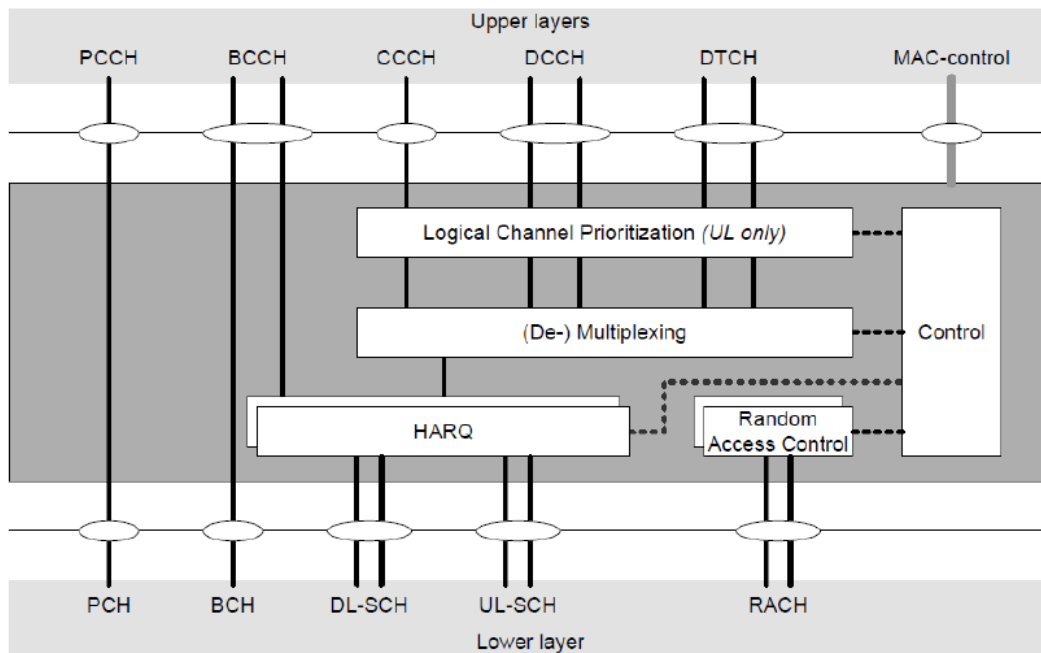 Upper layers
PCCH
BCCH
CCCH
DCCH
DTCH
MAC-control
Logical Channel Prioritization (UL only)
(De-) Multiplexing
Control
HARQ
Random
Access Control
PCH
BCH
DL-SCH
UL-SCH
RACH
Lower layer